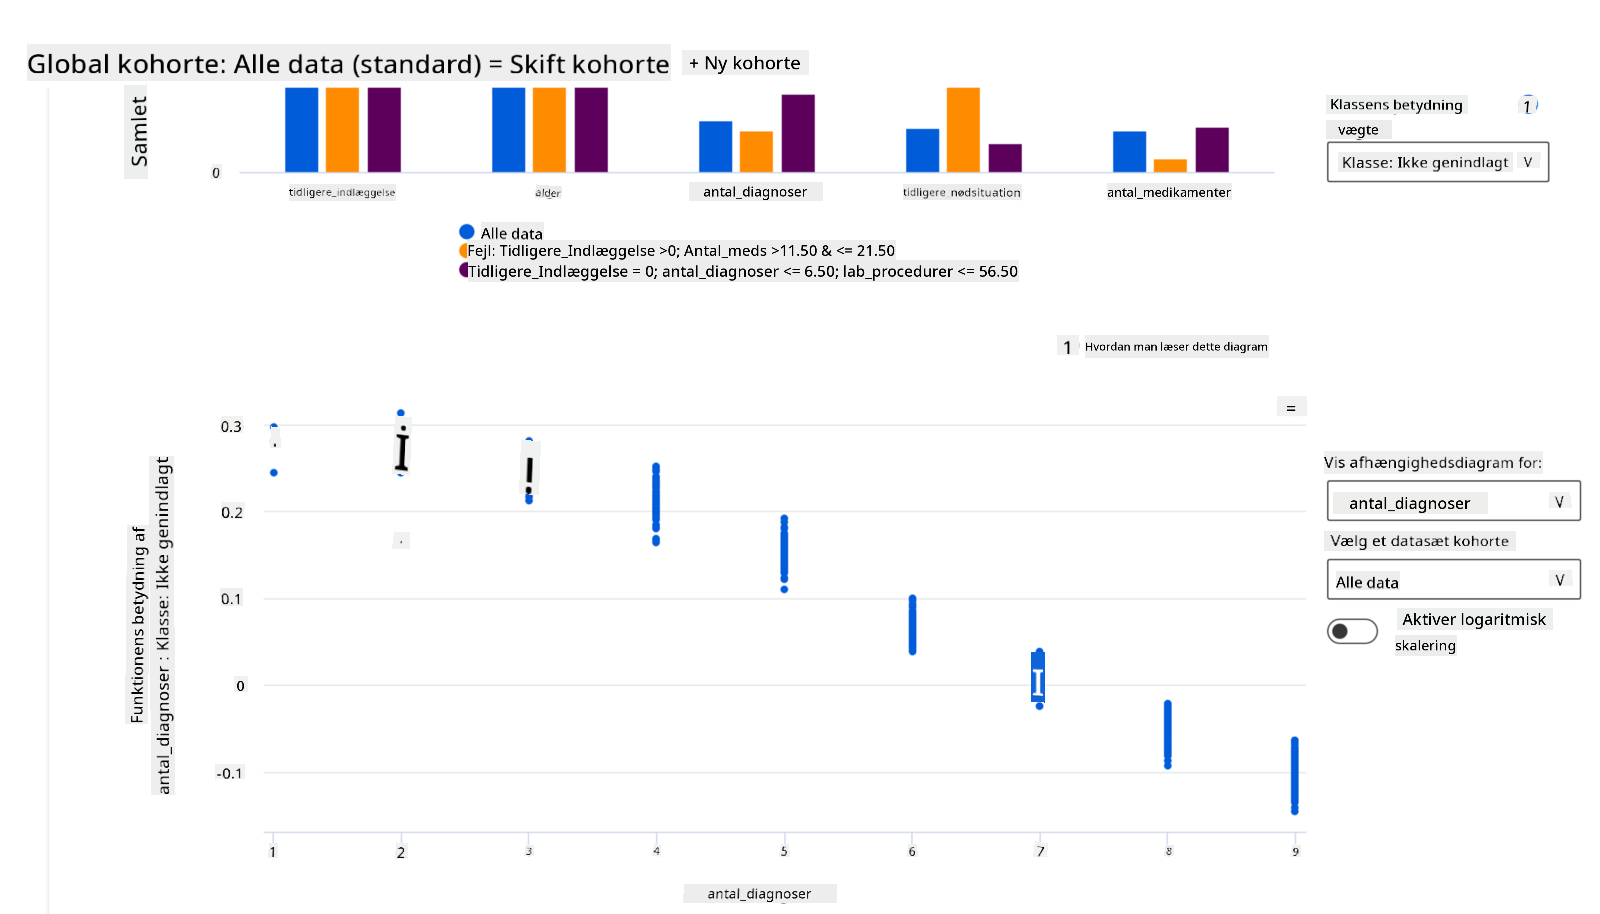 Global kohorte: Alle data (standard) = Skift kohorte
+ Ny kohorte
Samlet
0
tidligere_indlæggelse
alder
antal_diagnoser
tidligere_nødsituation
antal_medikamenter
Klassens betydning
1
vægte
Klasse: Ikke genindlagt V
Alle data
Fejl: Tidligere_Indlæggelse >0; Antal_meds >11.50 & <= 21.50
Tidligere_Indlæggelse = 0; antal_diagnoser <= 6.50; lab_procedurer <= 56.50
1 Hvordan man læser dette diagram
=
Funktionens betydning af
antal_diagnoser : Klasse: Ikke genindlagt
0.3
0.2
0.1
0
-0.1
1 2 3 4 5 6 7 8 9
antal_diagnoser
Vis afhængighedsdiagram for:
antal_diagnoser V
Vælg et datasæt kohorte
Alle data V
Aktiver logaritmisk
skalering